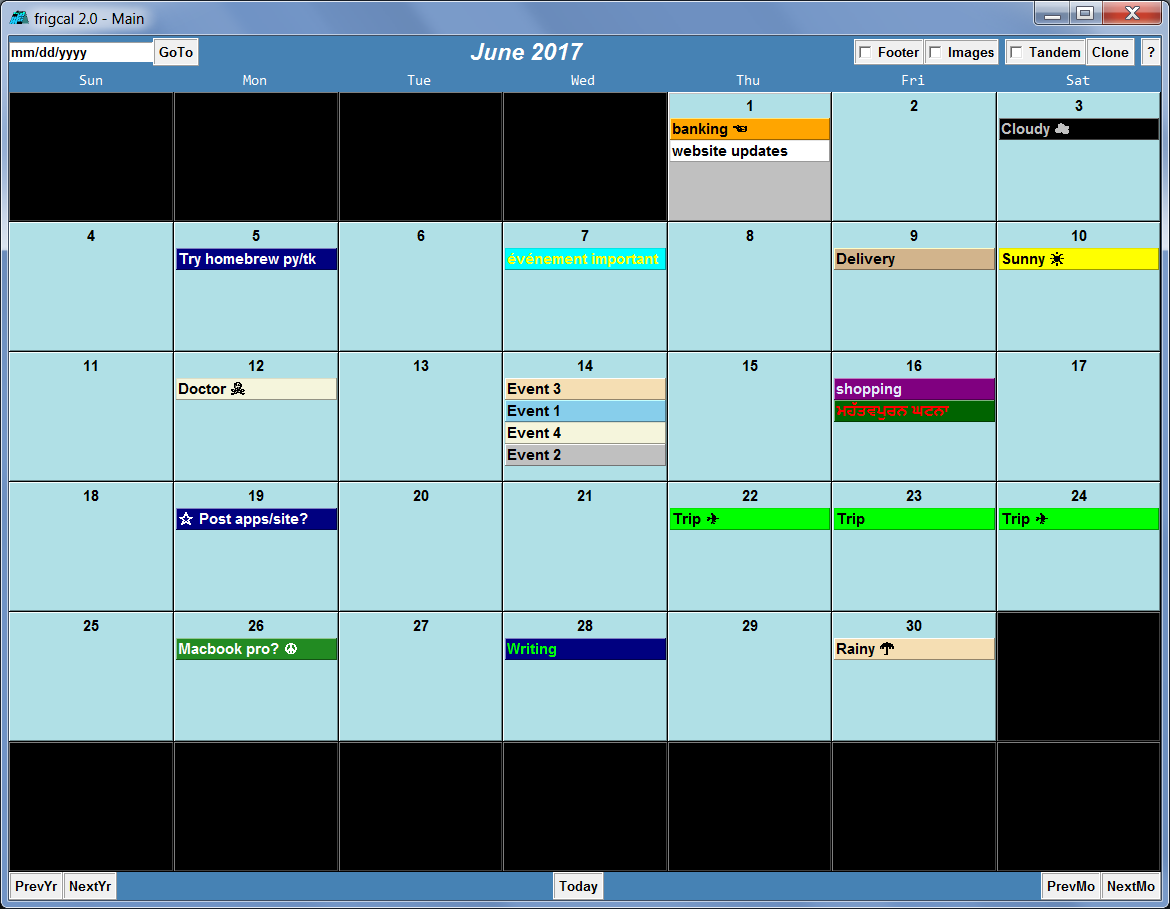 frigcal 2.0 - Main
mm/dd/yyyy GoTo June 2017 Footer Images Tandem Clone ?
Sun Mon Tue Wed Thu Fri Sat
1 2 3
banking Cloudy
website updates
4 5 6 7 8 9 10
Try homebrew py/tk événement important Delivery Sunny
11 12 13 14 15 16 17
Doctor Event 3 shopping
Event 1 ਮਹੱਤਵਪੂਰਨ ਘਟਨਾ
Event 4
Event 2
18 19 20 21 22 23 24
☆ Post apps/site? Trip ✈ Trip Trip ✈
25 26 27 28 29 30
Macbook pro? ☮ Writing Rainy ☂
PrevYr NextYr Today PrevMo NextMo